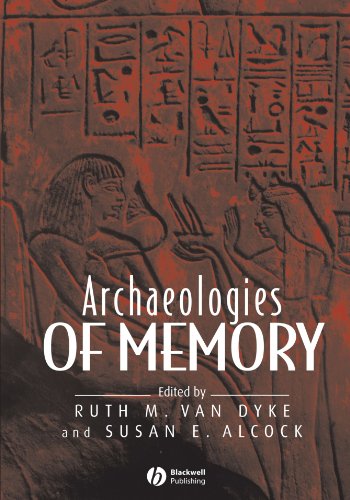 Archaeologies
OF MEMORY
Edited by
RUTH M. VAN DYKE
and SUSAN E. ALCOCK
Blackwell
Publishing